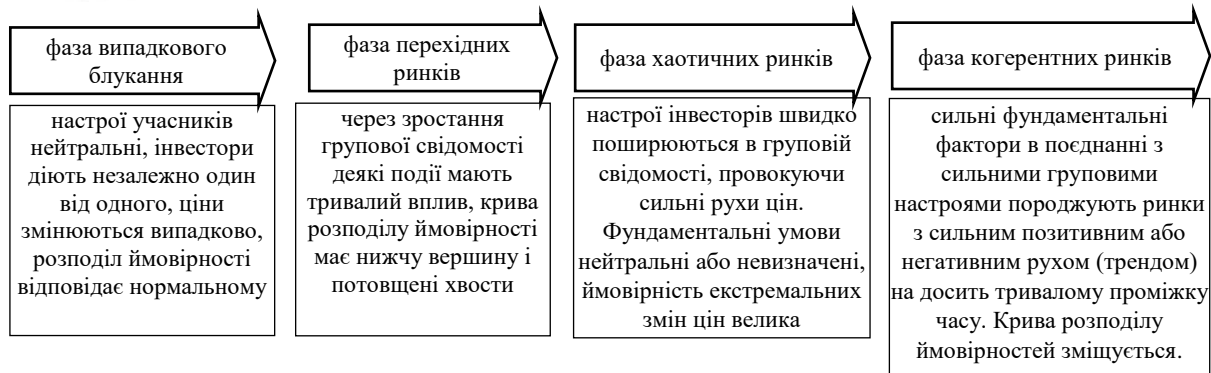 фаза випадкового
блукання
фаза перехідних
ринків
фаза хаотичних ринків
фаза когерентних ринків
настрої учасників
нейтральні, інвестори
діють незалежно один
від одного, ціни
змінюються випадково,
розподіл ймовірності
відповідає нормальному
через зростання
групової свідомості
деякі події мають
тривалий вплив, крива
розподілу ймовірності
має нижчу вершину і
потовщені хвости
настрої інвесторів швидко
поширюються в груповій
свідомості, провокуючи
сильні рухи цін.
Фундаментальні умови
нейтральні або невизначені,
ймовірність екстремальних
змін цін велика
сильні фундаментальні
фактори в поєднанні з
сильними груповими
настроями породжують ринки
з сильним позитивним або
негативним рухом (трендом)
на досить тривалому проміжку
часу. Крива розподілу
ймовірностей зміщується.